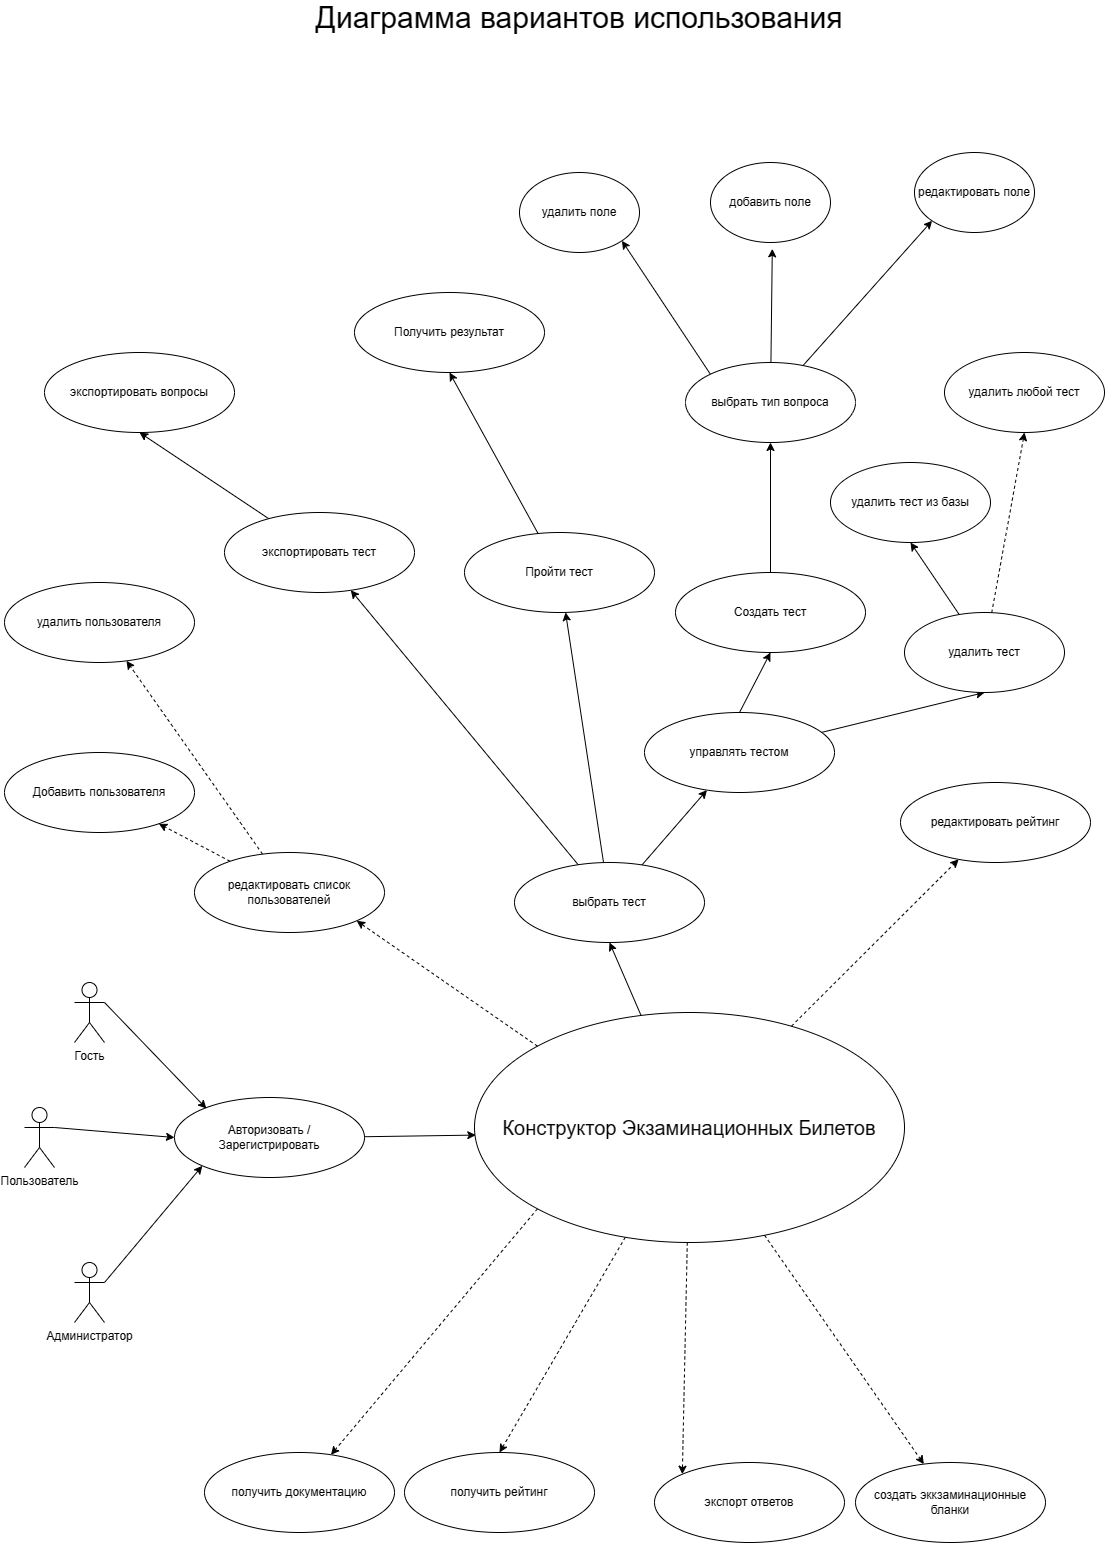 Диаграмма вариантов использования
удалить поле
добавить поле
редактировать поле
Получить результат
экспортировать вопросы
выбрать тип вопроса
удалить любой тест
удалить тест из базы
экспортировать тест
Пройти тест
Создать тест
удалить пользователя
удалить тест
управлять тестом
Добавить пользователя
редактировать рейтинг
редактировать список
пользователей
выбрать тест
Гость
Пользователь
Авторизовать /
Зарегистрировать
Конструктор Экзаминационных Билетов
Администратор
получить документацию
получить рейтинг
экспорт ответов
создать эккзаминационные
бланки